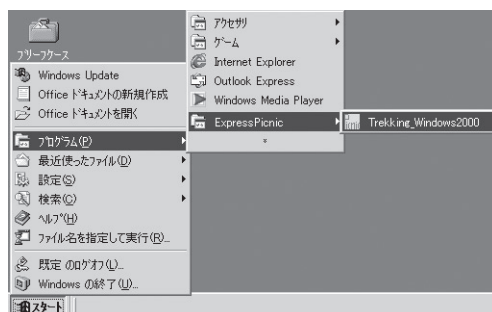 ブリーフケース
Windows Update
Office ドキュメントの新規作成
Office ドキュメントを開く
プログラム(P)
最近使ったファイル(D)
設定(S)
検索(C)
ヘルプ(H)
ファイル名を指定して実行(R)...
既定 のログオフ(L)...
Windows の終了(U)...
スタート
アクセサリ
ゲーム
Internet Explorer
Outlook Express
Windows Media Player
ExpressPicnic
Trekking_Windows2000